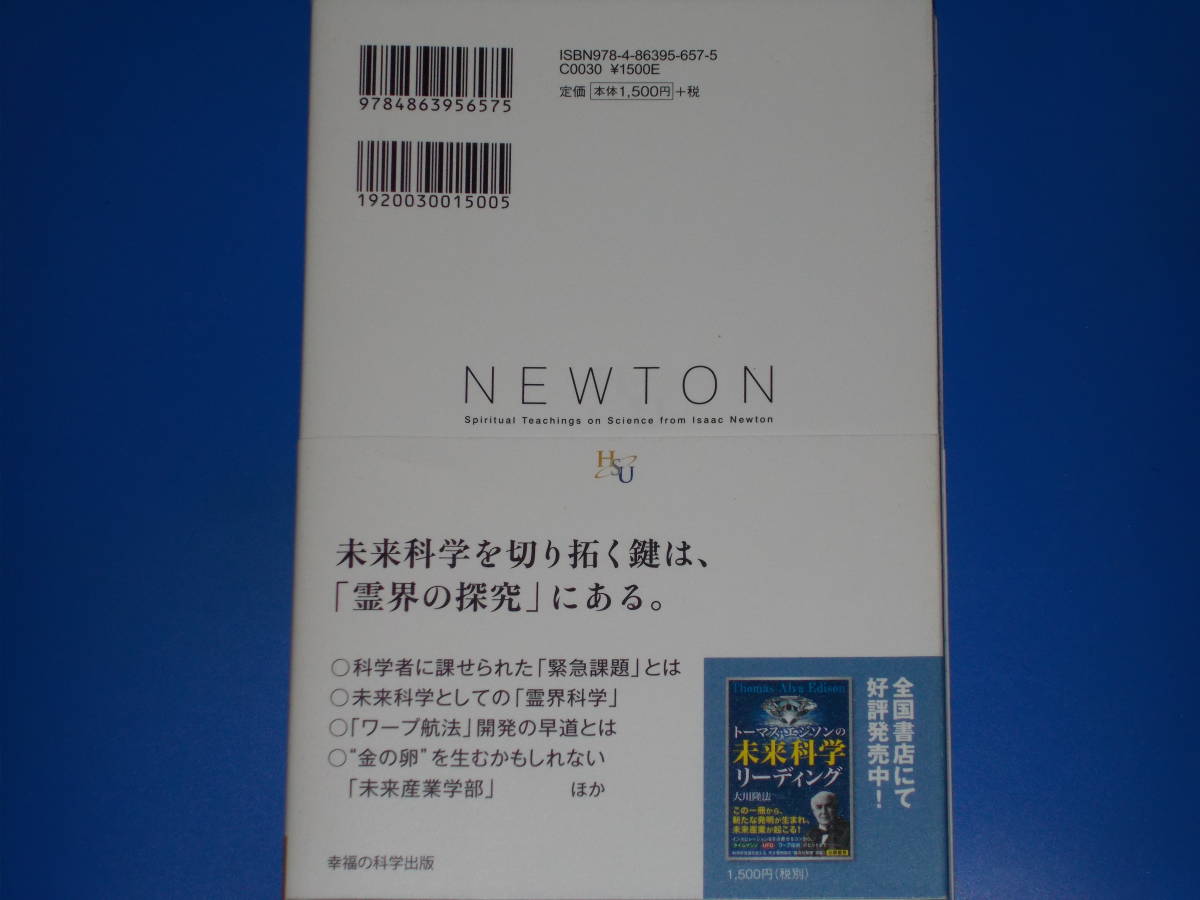 ISBN978-4-86395-657-5
C0030 ¥1500E
定価 本体1,500円+税
9784863956575
1920030015005
NEWTON
Spiritual Teachings on Science from Isaac Newton
HSU
未来科学を切り拓く鍵は、
「霊界の探究」にある。
○科学者に課せられた「緊急課題」とは
○未来科学としての「霊界科学」
○「ワープ航法」開発の早道とは
○“金の卵”を生むかもしれない
「未来産業学部」 ほか
幸福の科学出版
全国書店にて
好評発売中!
Thomas Alva Edison
トーマス・エジソンの
未来科学
リーディング
大川隆法
この一冊から、
新たな発明が生まれ、
未来産業が起こる!
1,500円(税別)